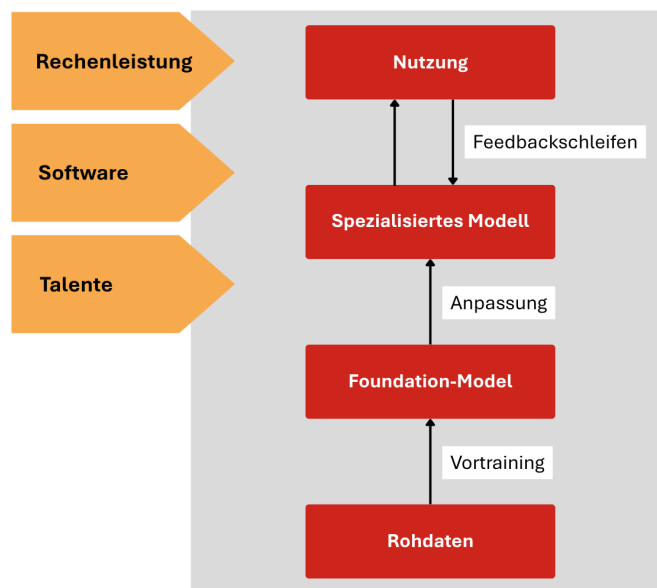 Rechenleistung
Software
Talente
Nutzung
Feedbackschleifen
Spezialisiertes Modell
Anpassung
Foundation-Model
Vortraining
Rohdaten